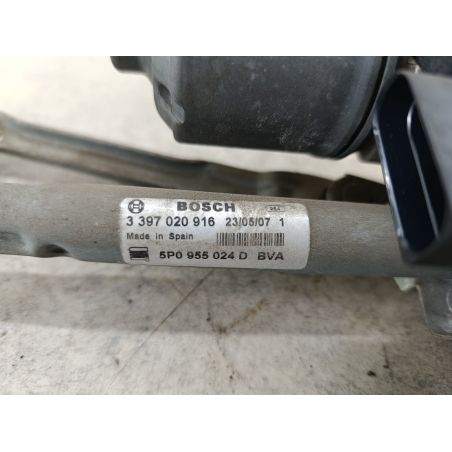 BOSCH
3 397 020 916 23/05/07 1
Made in Spain
5P0 955 024 D BVA